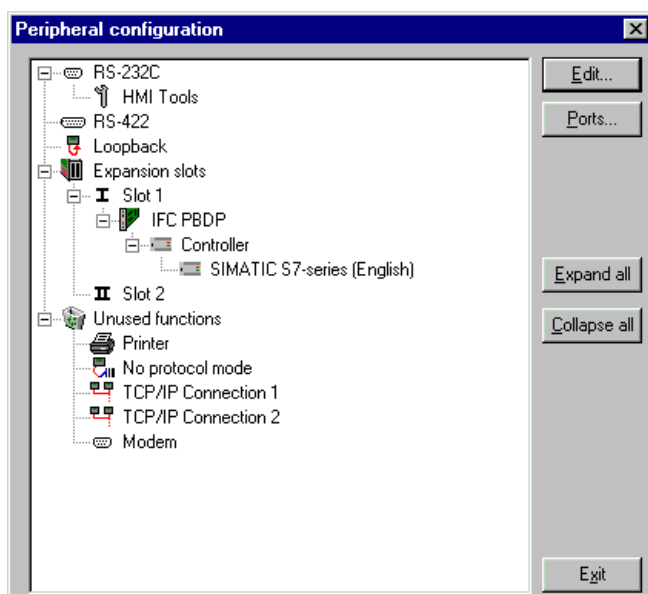 Peripheral configuration
RS-232C
HMI Tools
RS-422
Loopback
Expansion slots
I Slot 1
IFC PBDP
Controller
SIMATIC S7-series (English)
II Slot 2
Unused functions
Printer
No protocol mode
TCP/IP Connection 1
TCP/IP Connection 2
Modem
Edit...
Ports...
Expand all
Collapse all
Exit